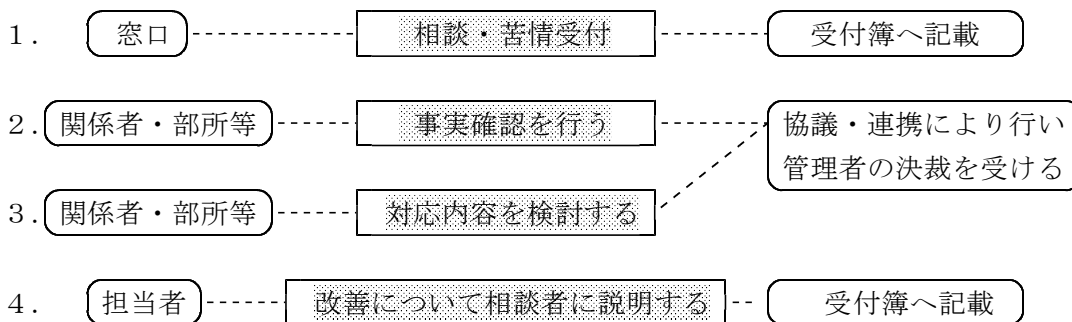 1. 窓口 相談・苦情受付 受付簿へ記載
2. 関係者・部所等 事実確認を行う 協議・連携により行い
管理者の決裁を受ける
3. 関係者・部所等 対応内容を検討する
4. 担当者 改善について相談者に説明する 受付簿へ記載